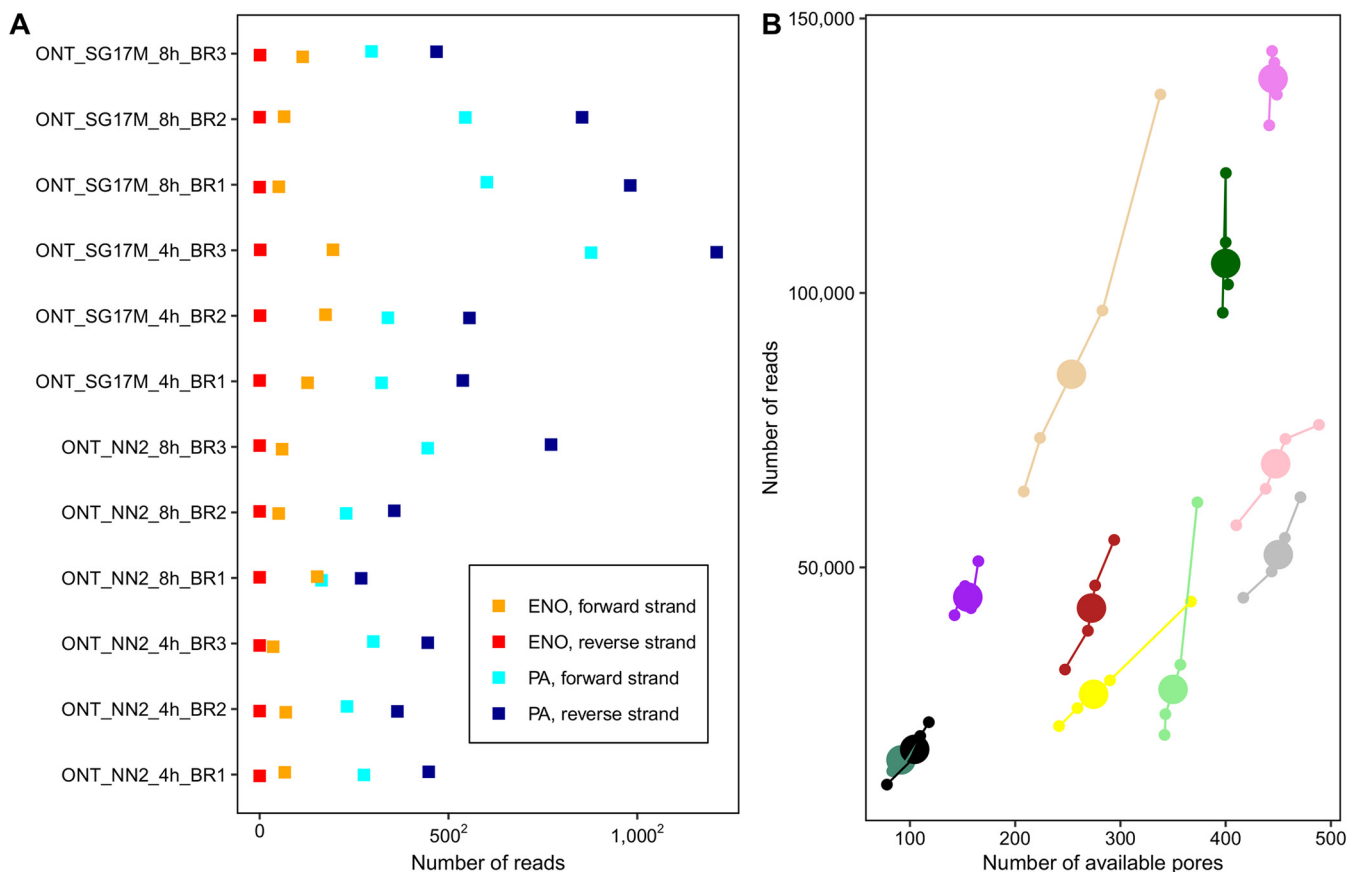 A
ONT_SG17M_8h_BR3
ONT_SG17M_8h_BR2
ONT_SG17M_8h_BR1
ONT_SG17M_4h_BR3
ONT_SG17M_4h_BR2
ONT_SG17M_4h_BR1
ONT_NN2_8h_BR3
ONT_NN2_8h_BR2
ONT_NN2_8h_BR1
ONT_NN2_4h_BR3
ONT_NN2_4h_BR2
ONT_NN2_4h_BR1
ENO, forward strand
ENO, reverse strand
PA, forward strand
PA, reverse strand
0 500² 1,000²
Number of reads
B
150,000
100,000
50,000
Number of reads
100 200 300 400 500
Number of available pores